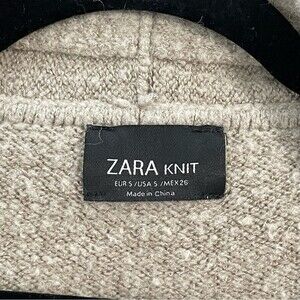 ZARA KNIT
EUR S / USA S / MEX 26
Made in China